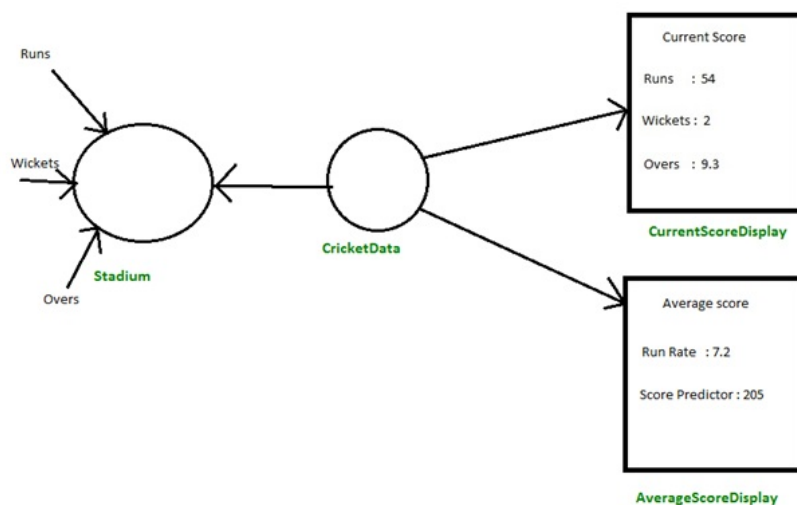 Runs
Wickets
Overs
Stadium
CricketData
Current Score
Runs : 54
Wickets : 2
Overs : 9.3
CurrentScoreDisplay
Average score
Run Rate : 7.2
Score Predictor : 205
AverageScoreDisplay